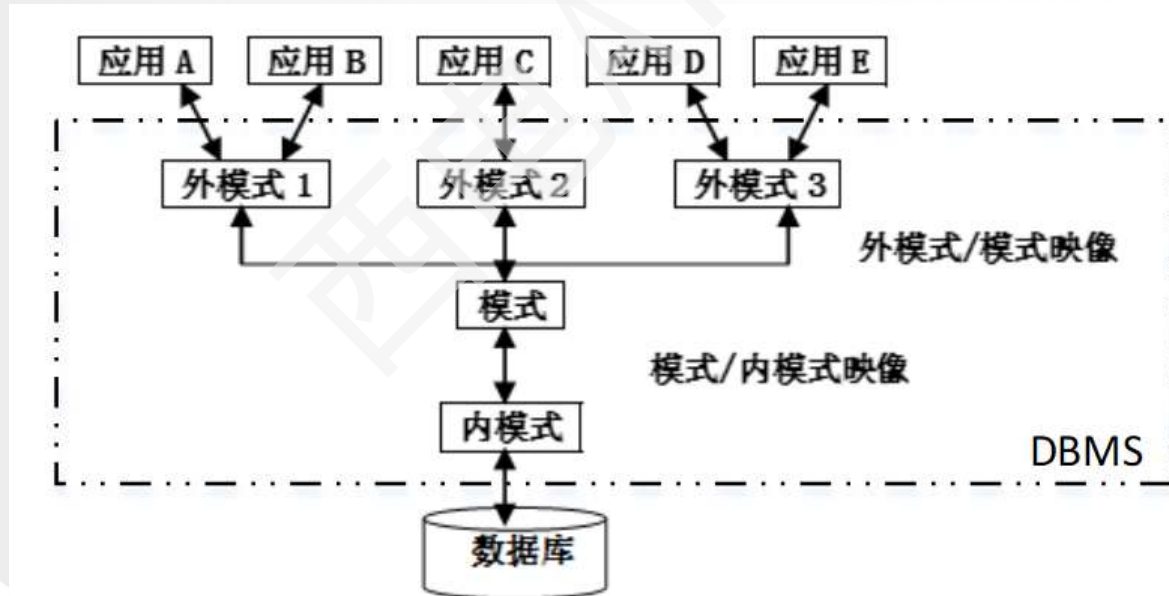 应用 A 应用 B 应用 C 应用 D 应用 E
外模式 1 外模式 2 外模式 3
外模式/模式映像
模式
模式/内模式映像
内模式
DBMS
数据库